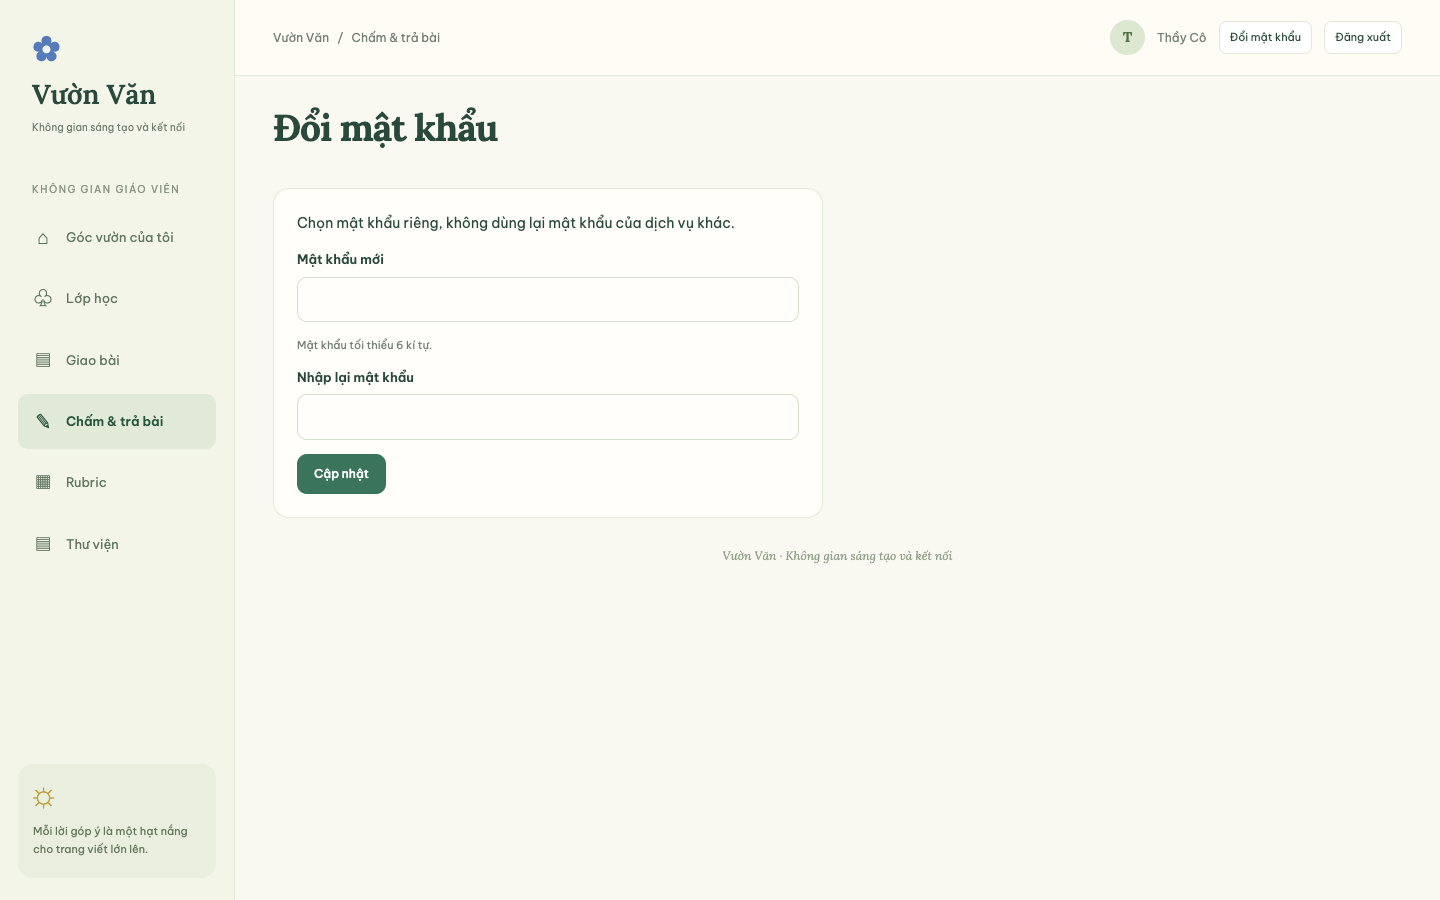 Vườn Văn
Không gian sáng tạo và kết nối
KHÔNG GIAN GIÁO VIÊN
Góc vườn của tôi
Lớp học
Giao bài
Chấm & trả bài
Rubric
Thư viện
Mỗi lời góp ý là một hạt nắng
cho trang viết lớn lên.
Vườn Văn / Chấm & trả bài
T Thầy Cô Đổi mật khẩu Đăng xuất
Đổi mật khẩu
Chọn mật khẩu riêng, không dùng lại mật khẩu của dịch vụ khác.
Mật khẩu mới
Mật khẩu tối thiểu 6 kí tự.
Nhập lại mật khẩu
Cập nhật
Vườn Văn · Không gian sáng tạo và kết nối